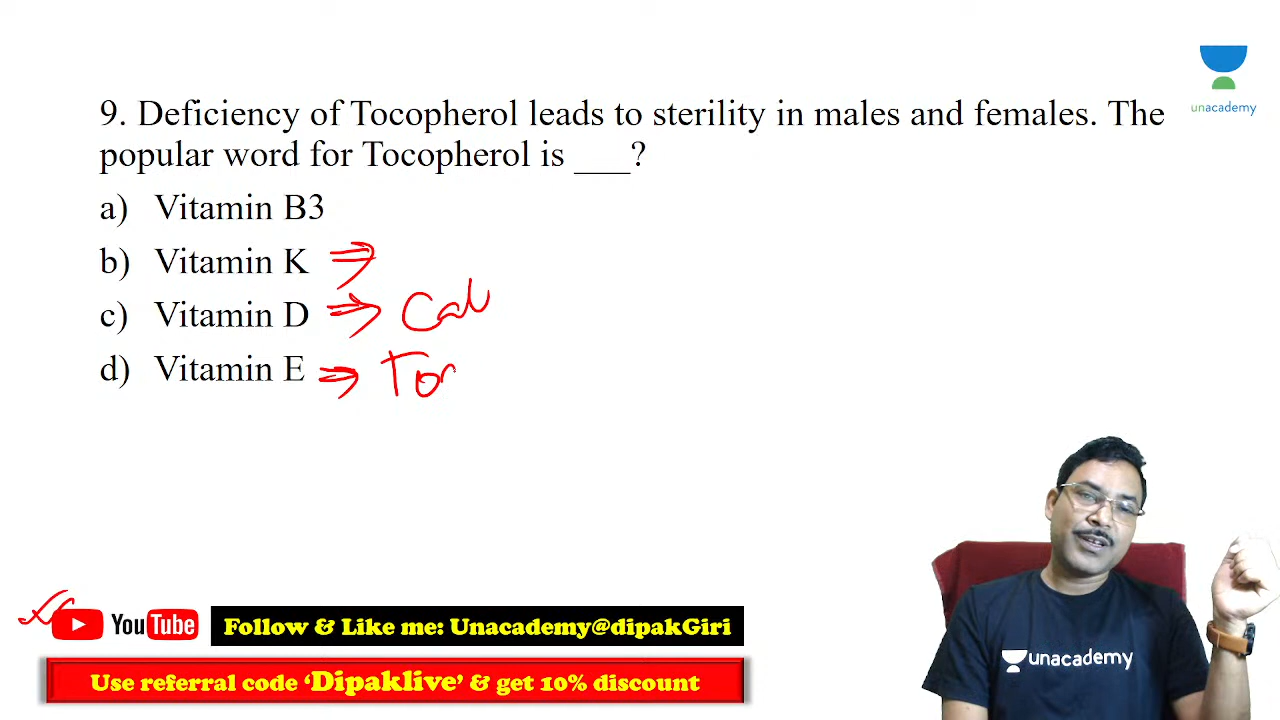 unacademy
9. Deficiency of Tocopherol leads to sterility in males and females. The
popular word for Tocopherol is ___?
a) Vitamin B3
b) Vitamin K
c) Vitamin D ⇒ Cal
d) Vitamin E ⇒ Tor
YouTube
Follow & Like me: Unacademy@dipakGiri
Use referral code ‘Dipaklive’ & get 10% discount
unacademy